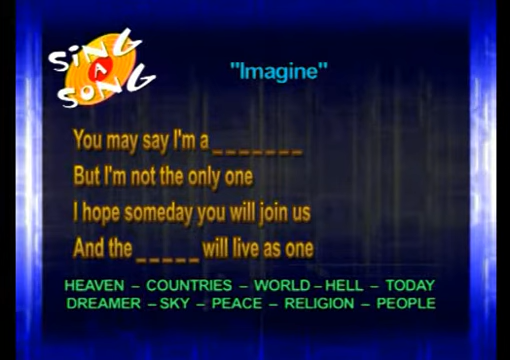 SiNG
A
SONG
"Imagine"
You may say I'm a _ _ _ _ _ _ _
But I'm not the only one
I hope someday you will join us
And the _ _ _ _ _ will live as one
HEAVEN – COUNTRIES – WORLD – HELL – TODAY
DREAMER – SKY – PEACE – RELIGION – PEOPLE